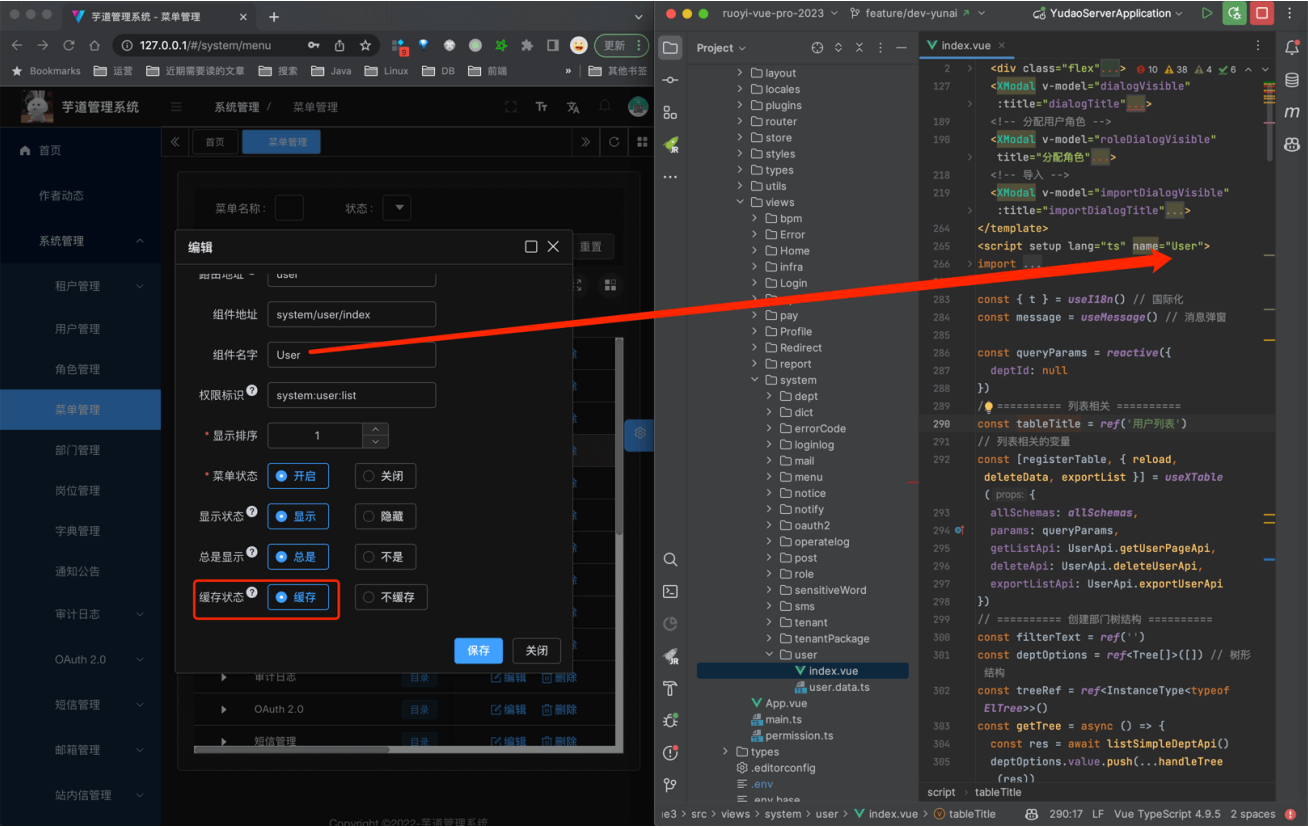 芋道管理系统 - 菜单管理
127.0.0.1/#/system/menu
9
更新
Bookmarks
运营
近期需要读的文章
搜索
Java
Linux
DB
前端
»
其他书签
芋道管理系统
系统管理 / 菜单管理
首页
菜单管理
首页
作者动态
系统管理
租户管理
用户管理
角色管理
菜单管理
部门管理
岗位管理
字典管理
通知公告
审计日志
OAuth 2.0
短信管理
邮箱管理
站内信管理
菜单名称:
状态:
重置
编辑
路由地址
user
组件地址
system/user/index
组件名字
User
权限标识
system:user:list
* 显示排序
1
* 菜单状态
开启
关闭
显示状态
显示
隐藏
总是显示
总是
不是
缓存状态
缓存
不缓存
保存
关闭
审计日志 目录 编辑 删除
OAuth 2.0 目录 编辑 删除
短信管理 目录 编辑 删除
Copyright ©2022-芋道管理系统
ruoyi-vue-pro-2023
feature/dev-yunai
YudaoServerApplication
Project
layout
locales
plugins
router
store
styles
types
utils
views
bpm
Error
Home
infra
Login
pay
Profile
Redirect
report
system
dept
dict
errorCode
loginlog
mail
menu
notice
notify
oauth2
operatelog
post
role
sensitiveWord
sms
tenant
tenantPackage
user
index.vue
user.data.ts
App.vue
main.ts
permission.ts
types
.editorconfig
.env
.env.base
index.vue
10 38 4 6
2 <div class="flex"...>
127 <XModal v-model="dialogVisible"
:title="dialogTitle"...>
189 <!-- 分配用户角色 -->
190 <XModal v-model="roleDialogVisible"
title="分配角色"...>
218 <!-- 导入 -->
219 <XModal v-model="importDialogVisible"
:title="importDialogTitle"...>
264 </template>
265 <script setup lang="ts" name="User">
266 import ...
283 const { t } = useI18n() // 国际化
284 const message = useMessage() // 消息弹窗
285
286 const queryParams = reactive({
287 deptId: null
288 })
289 // ========== 列表相关 ==========
290 const tableTitle = ref('用户列表')
291 // 列表相关的变量
292 const [registerTable, { reload,
deleteData, exportList }] = useXTable
( props: {
293 allSchemas: allSchemas,
294 params: queryParams,
295 getListApi: UserApi.getUserPageApi,
296 deleteApi: UserApi.deleteUserApi,
297 exportListApi: UserApi.exportUserApi
298 })
299 // ========== 创建部门树结构 ==========
300 const filterText = ref('')
301 const deptOptions = ref<Tree[]>([]) // 树形
结构
302 const treeRef = ref<InstanceType<typeof
ElTree>>()
303 const getTree = async () => {
304 const res = await listSimpleDeptApi()
305 deptOptions.value.push(...handleTree
(res))
script > tableTitle
src > views > system > user > index.vue > tableTitle
290:17 LF Vue TypeScript 4.9.5 2 spaces